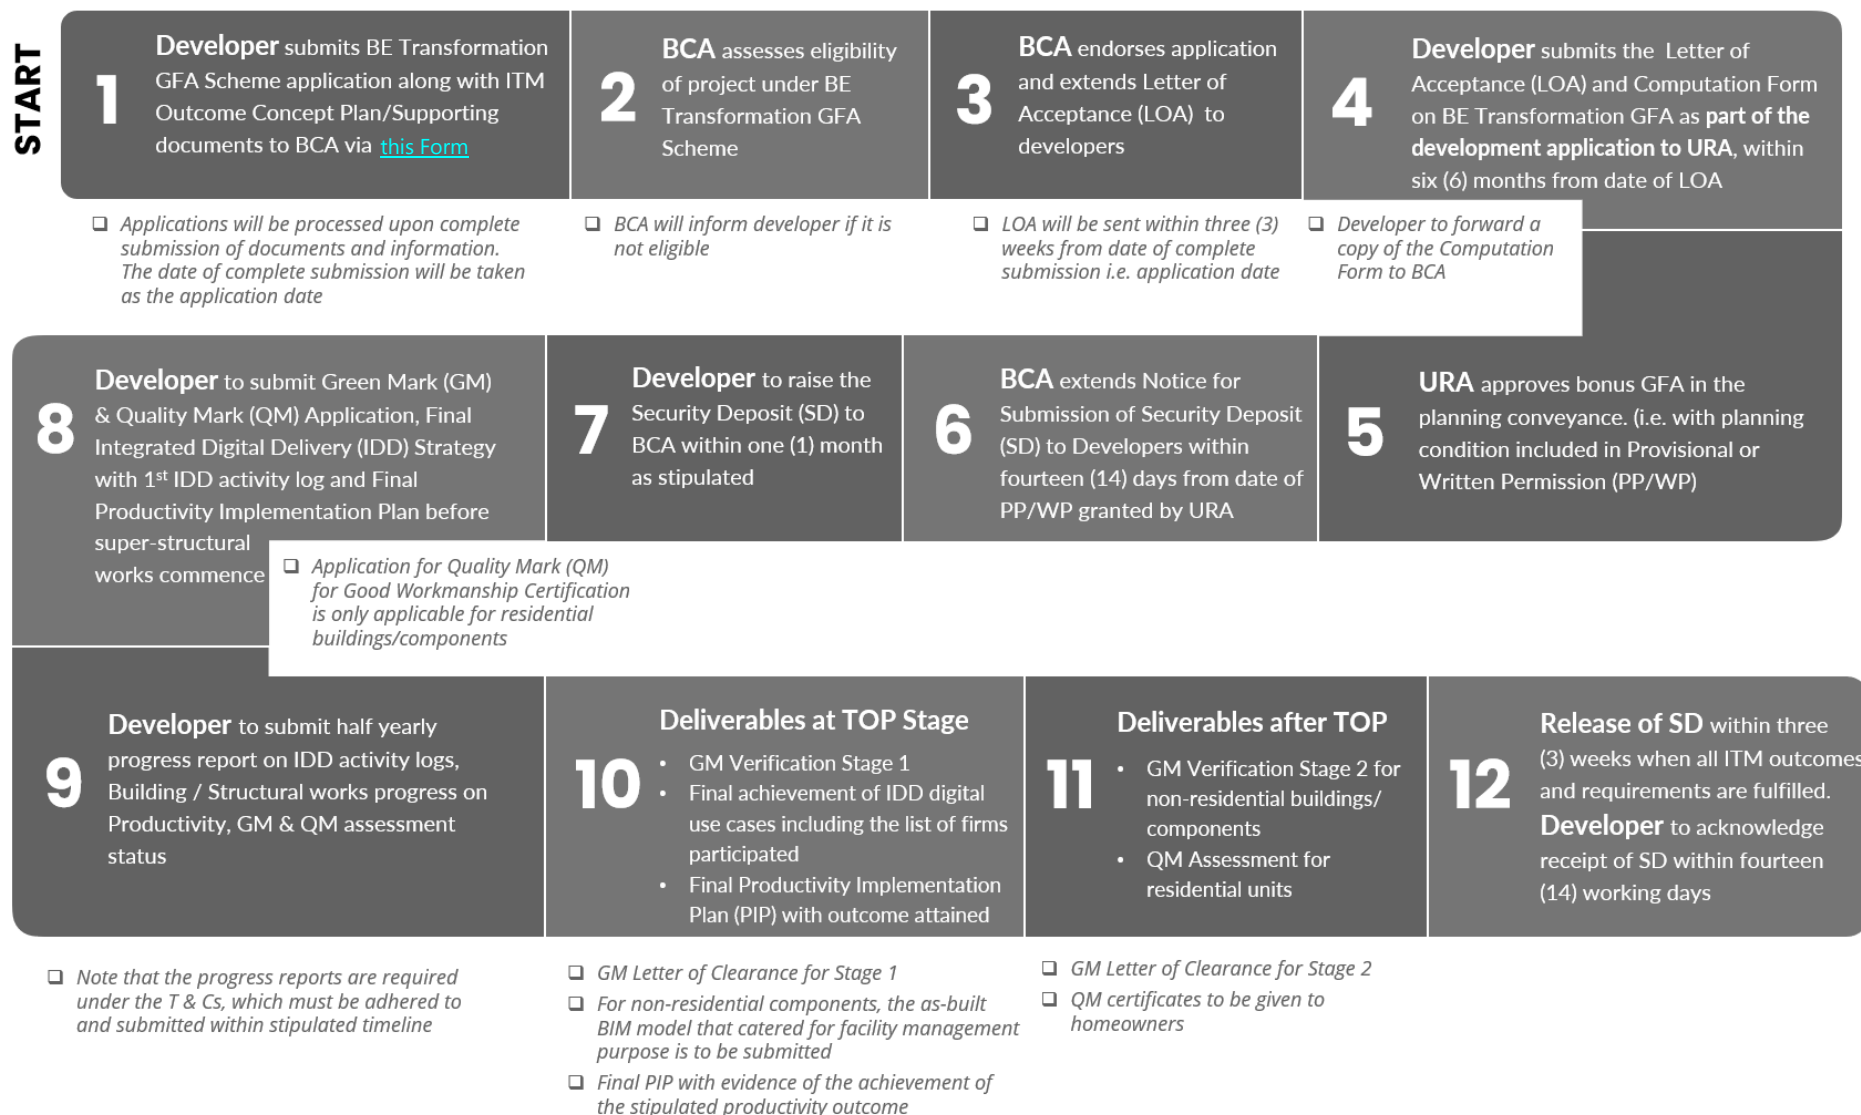 START
1
Developer submits BE Transformation
GFA Scheme application along with ITM
Outcome Concept Plan/Supporting
documents to BCA via this Form
❑ Applications will be processed upon complete
submission of documents and information.
The date of complete submission will be taken
as the application date
2
BCA assesses eligibility
of project under BE
Transformation GFA
Scheme
❑ BCA will inform developer if it is
not eligible
3
BCA endorses application
and extends Letter of
Acceptance (LOA) to
developers
❑ LOA will be sent within three (3)
weeks from date of complete
submission i.e. application date
4
Developer submits the Letter of
Acceptance (LOA) and Computation Form
on BE Transformation GFA as part of the
development application to URA, within
six (6) months from date of LOA
❑ Developer to forward a
copy of the Computation
Form to BCA
5
URA approves bonus GFA in the
planning conveyance. (i.e. with planning
condition included in Provisional or
Written Permission (PP/WP)
6
BCA extends Notice for
Submission of Security Deposit
(SD) to Developers within
fourteen (14) days from date of
PP/WP granted by URA
7
Developer to raise the
Security Deposit (SD) to
BCA within one (1) month
as stipulated
8
Developer to submit Green Mark (GM)
& Quality Mark (QM) Application, Final
Integrated Digital Delivery (IDD) Strategy
with 1st IDD activity log and Final
Productivity Implementation Plan before
super-structural
works commence
❑ Application for Quality Mark (QM)
for Good Workmanship Certification
is only applicable for residential
buildings/components
9
Developer to submit half yearly
progress report on IDD activity logs,
Building / Structural works progress on
Productivity, GM & QM assessment
status
❑ Note that the progress reports are required
under the T & Cs, which must be adhered to
and submitted within stipulated timeline
10
Deliverables at TOP Stage
• GM Verification Stage 1
• Final achievement of IDD digital
use cases including the list of firms
participated
• Final Productivity Implementation
Plan (PIP) with outcome attained
❑ GM Letter of Clearance for Stage 1
❑ For non-residential components, the as-built
BIM model that catered for facility management
purpose is to be submitted
❑ Final PIP with evidence of the achievement of
the stipulated productivity outcome
11
Deliverables after TOP
• GM Verification Stage 2 for
non-residential buildings/
components
• QM Assessment for
residential units
❑ GM Letter of Clearance for Stage 2
❑ QM certificates to be given to
homeowners
12
Release of SD within three
(3) weeks when all ITM outcomes
and requirements are fulfilled.
Developer to acknowledge
receipt of SD within fourteen
(14) working days